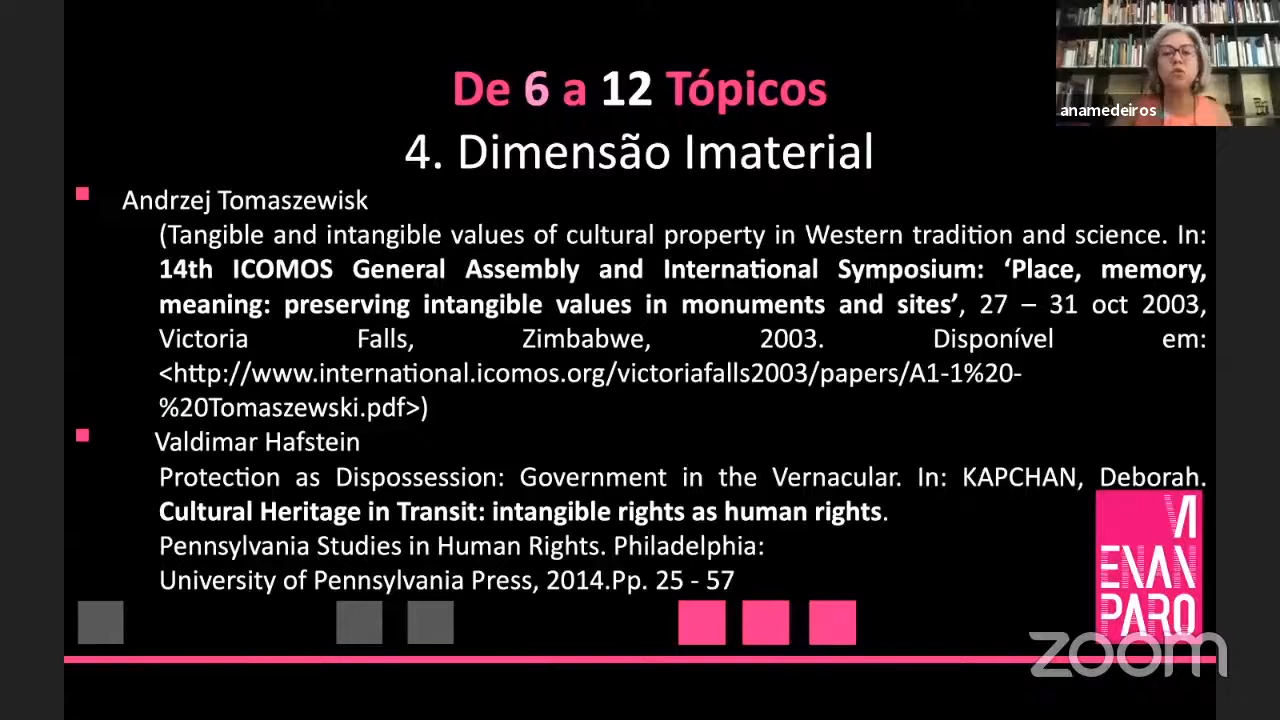 anamedeiros
De 6 a 12 Tópicos
4. Dimensão Imaterial
Andrzej Tomaszewisk
(Tangible and intangible values of cultural property in Western tradition and science. In:
14th ICOMOS General Assembly and International Symposium: ‘Place, memory,
meaning: preserving intangible values in monuments and sites’, 27 – 31 oct 2003,
Victoria Falls, Zimbabwe, 2003. Disponível em:
<http://www.international.icomos.org/victoriafalls2003/papers/A1-1%20-
%20Tomaszewski.pdf>)
Valdimar Hafstein
Protection as Dispossession: Government in the Vernacular. In: KAPCHAN, Deborah.
Cultural Heritage in Transit: intangible rights as human rights.
Pennsylvania Studies in Human Rights. Philadelphia:
University of Pennsylvania Press, 2014.Pp. 25 - 57
VI
ENAN
PARQ
zoom